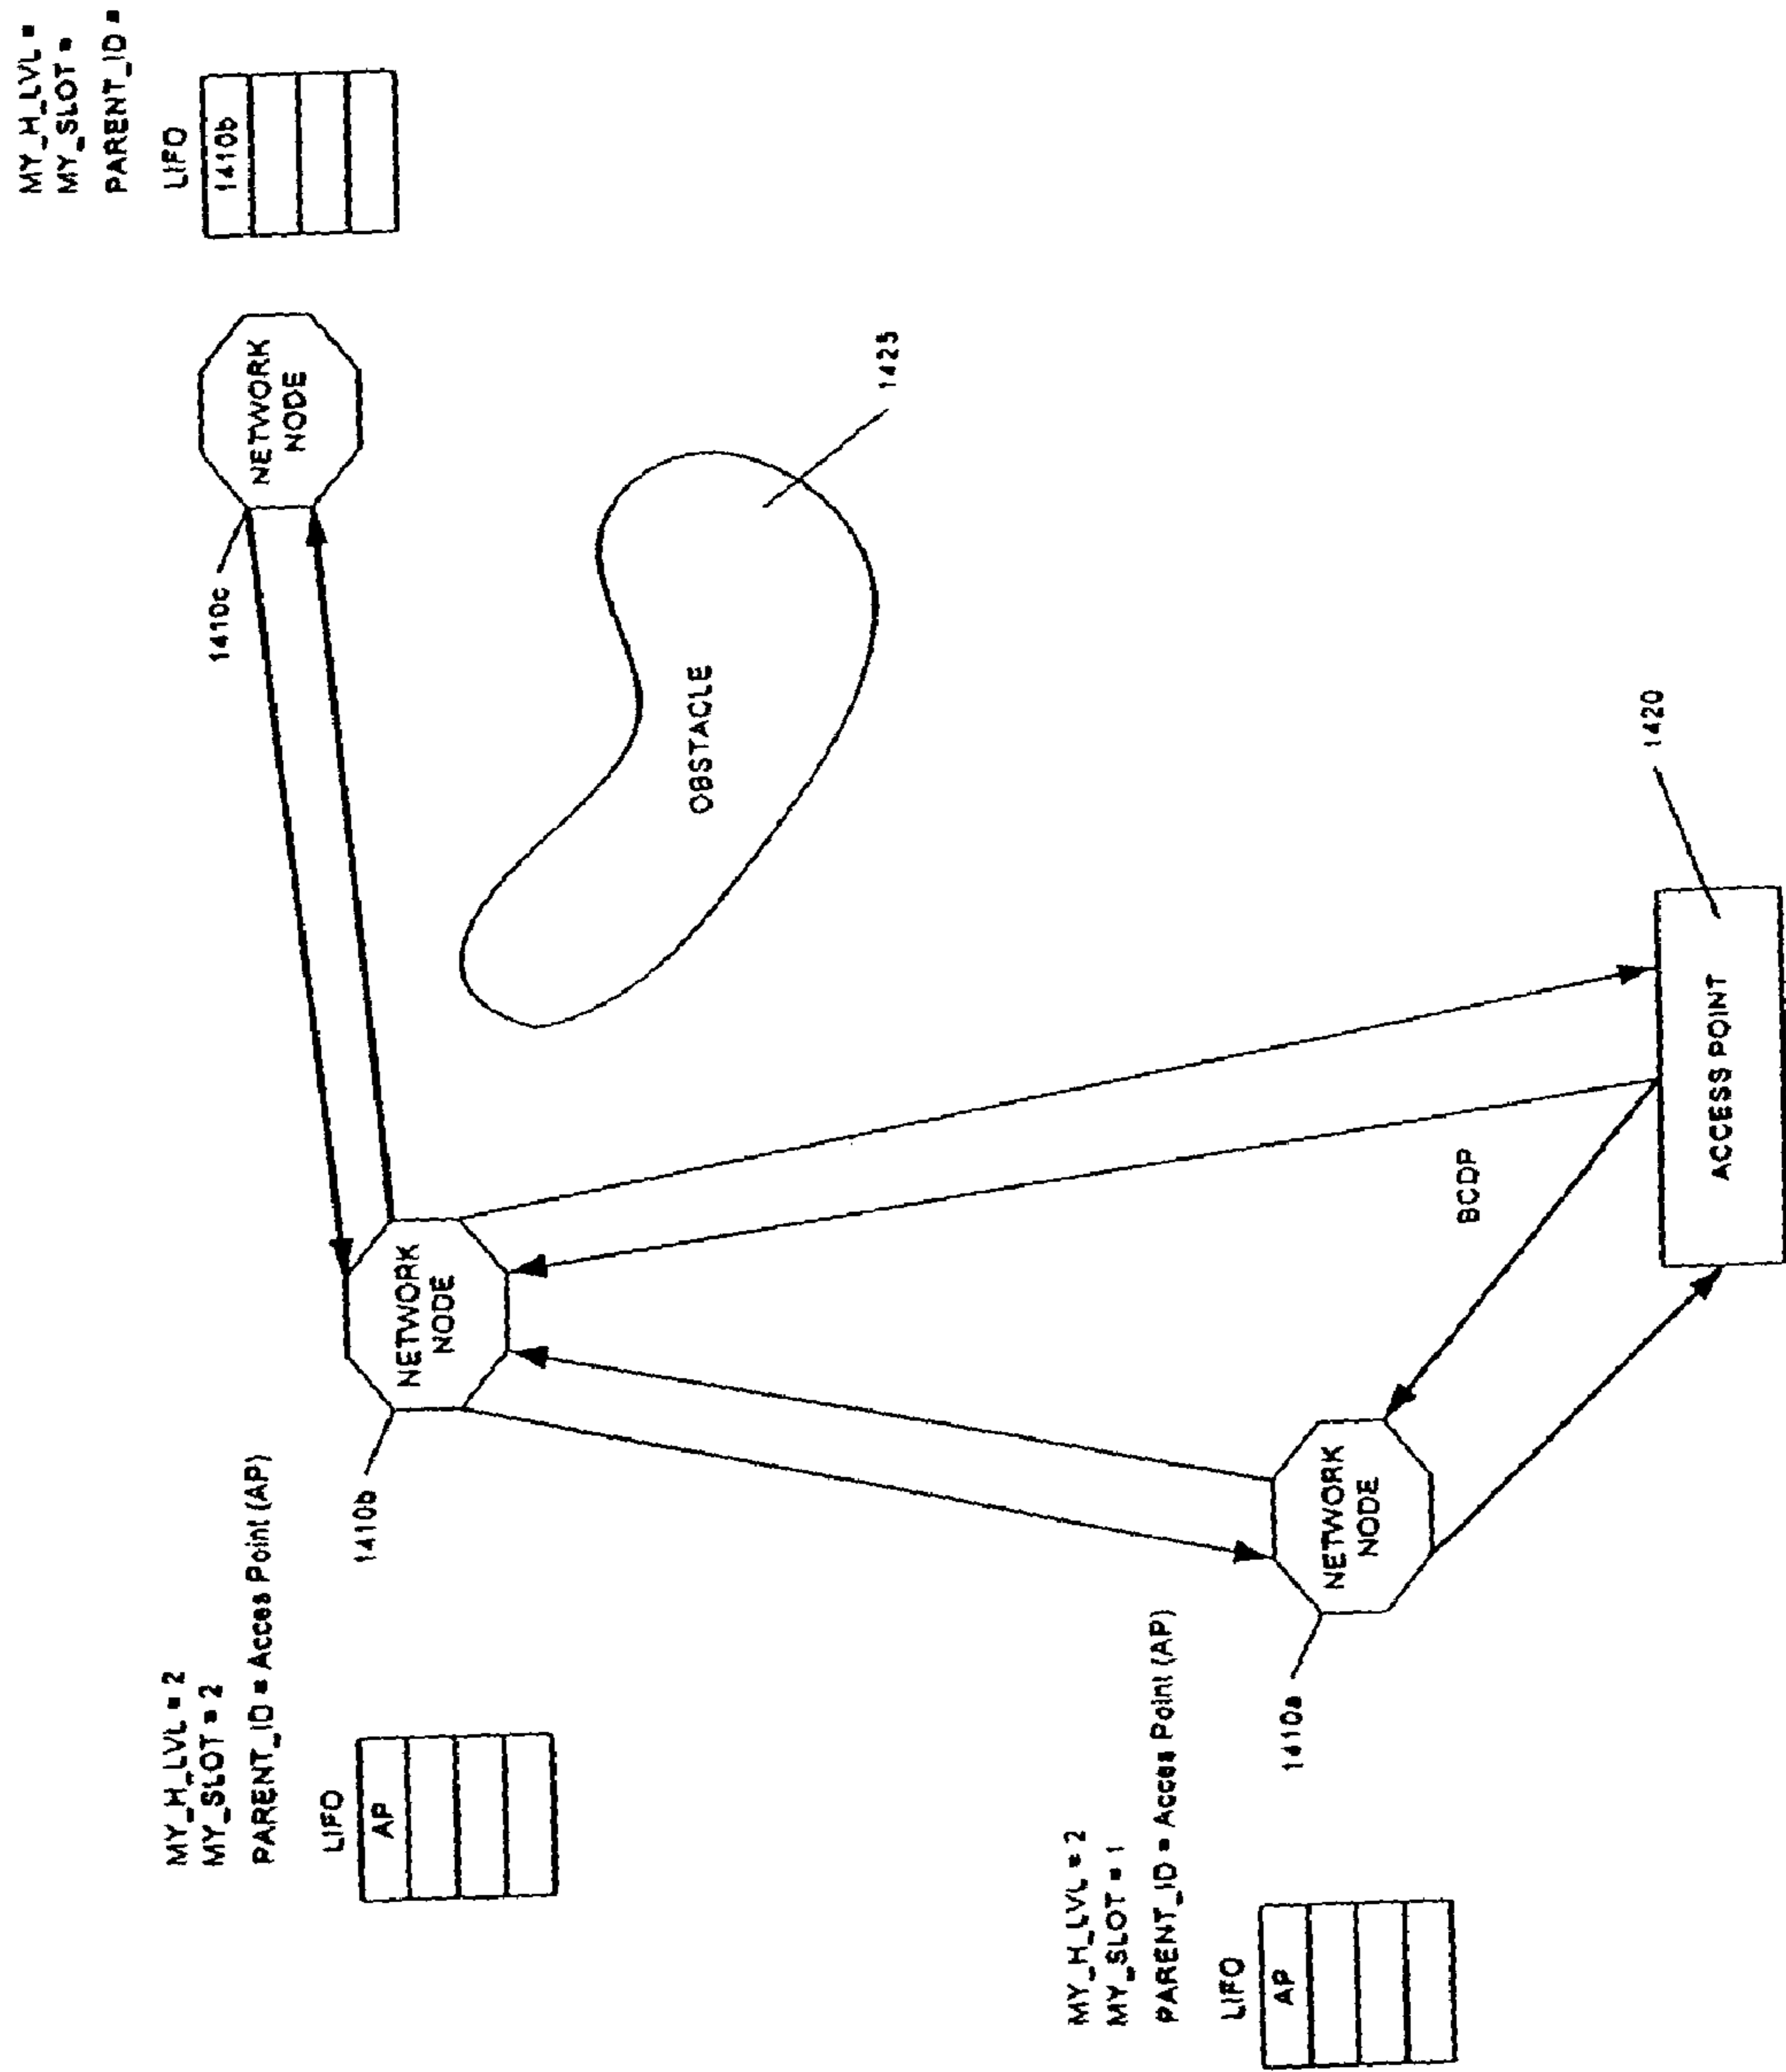 MY_H_LVL =
MY_SLOT =
PARENT_ID =
LIFO
1410b
NETWORK
NODE
1410c
OBSTACLE
1425
MY_H_LVL = 2
MY_SLOT = 2
PARENT_ID = Acces Point (AP)
LIFO
AP
1410b
NETWORK
NODE
MY_H_LVL = 2
MY_SLOT = 1
PARENT_ID = Acces Point (AP)
LIFO
AP
1410a
NETWORK
NODE
BCDP
ACCESS POINT
1420